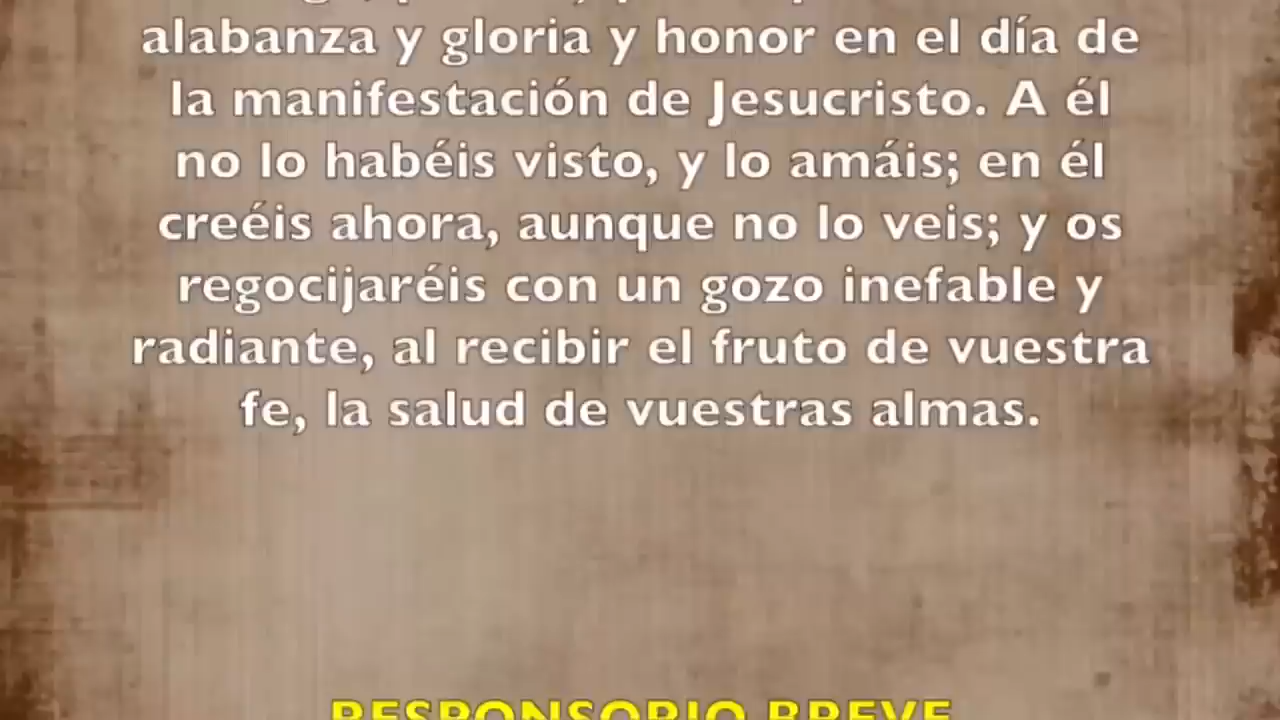 alabanza y gloria y honor en el día de
la manifestación de Jesucristo. A él
no lo habéis visto, y lo amáis; en él
creéis ahora, aunque no lo veis; y os
regocijaréis con un gozo inefable y
radiante, al recibir el fruto de vuestra
fe, la salud de vuestras almas.
RESPONSORIO BREVE